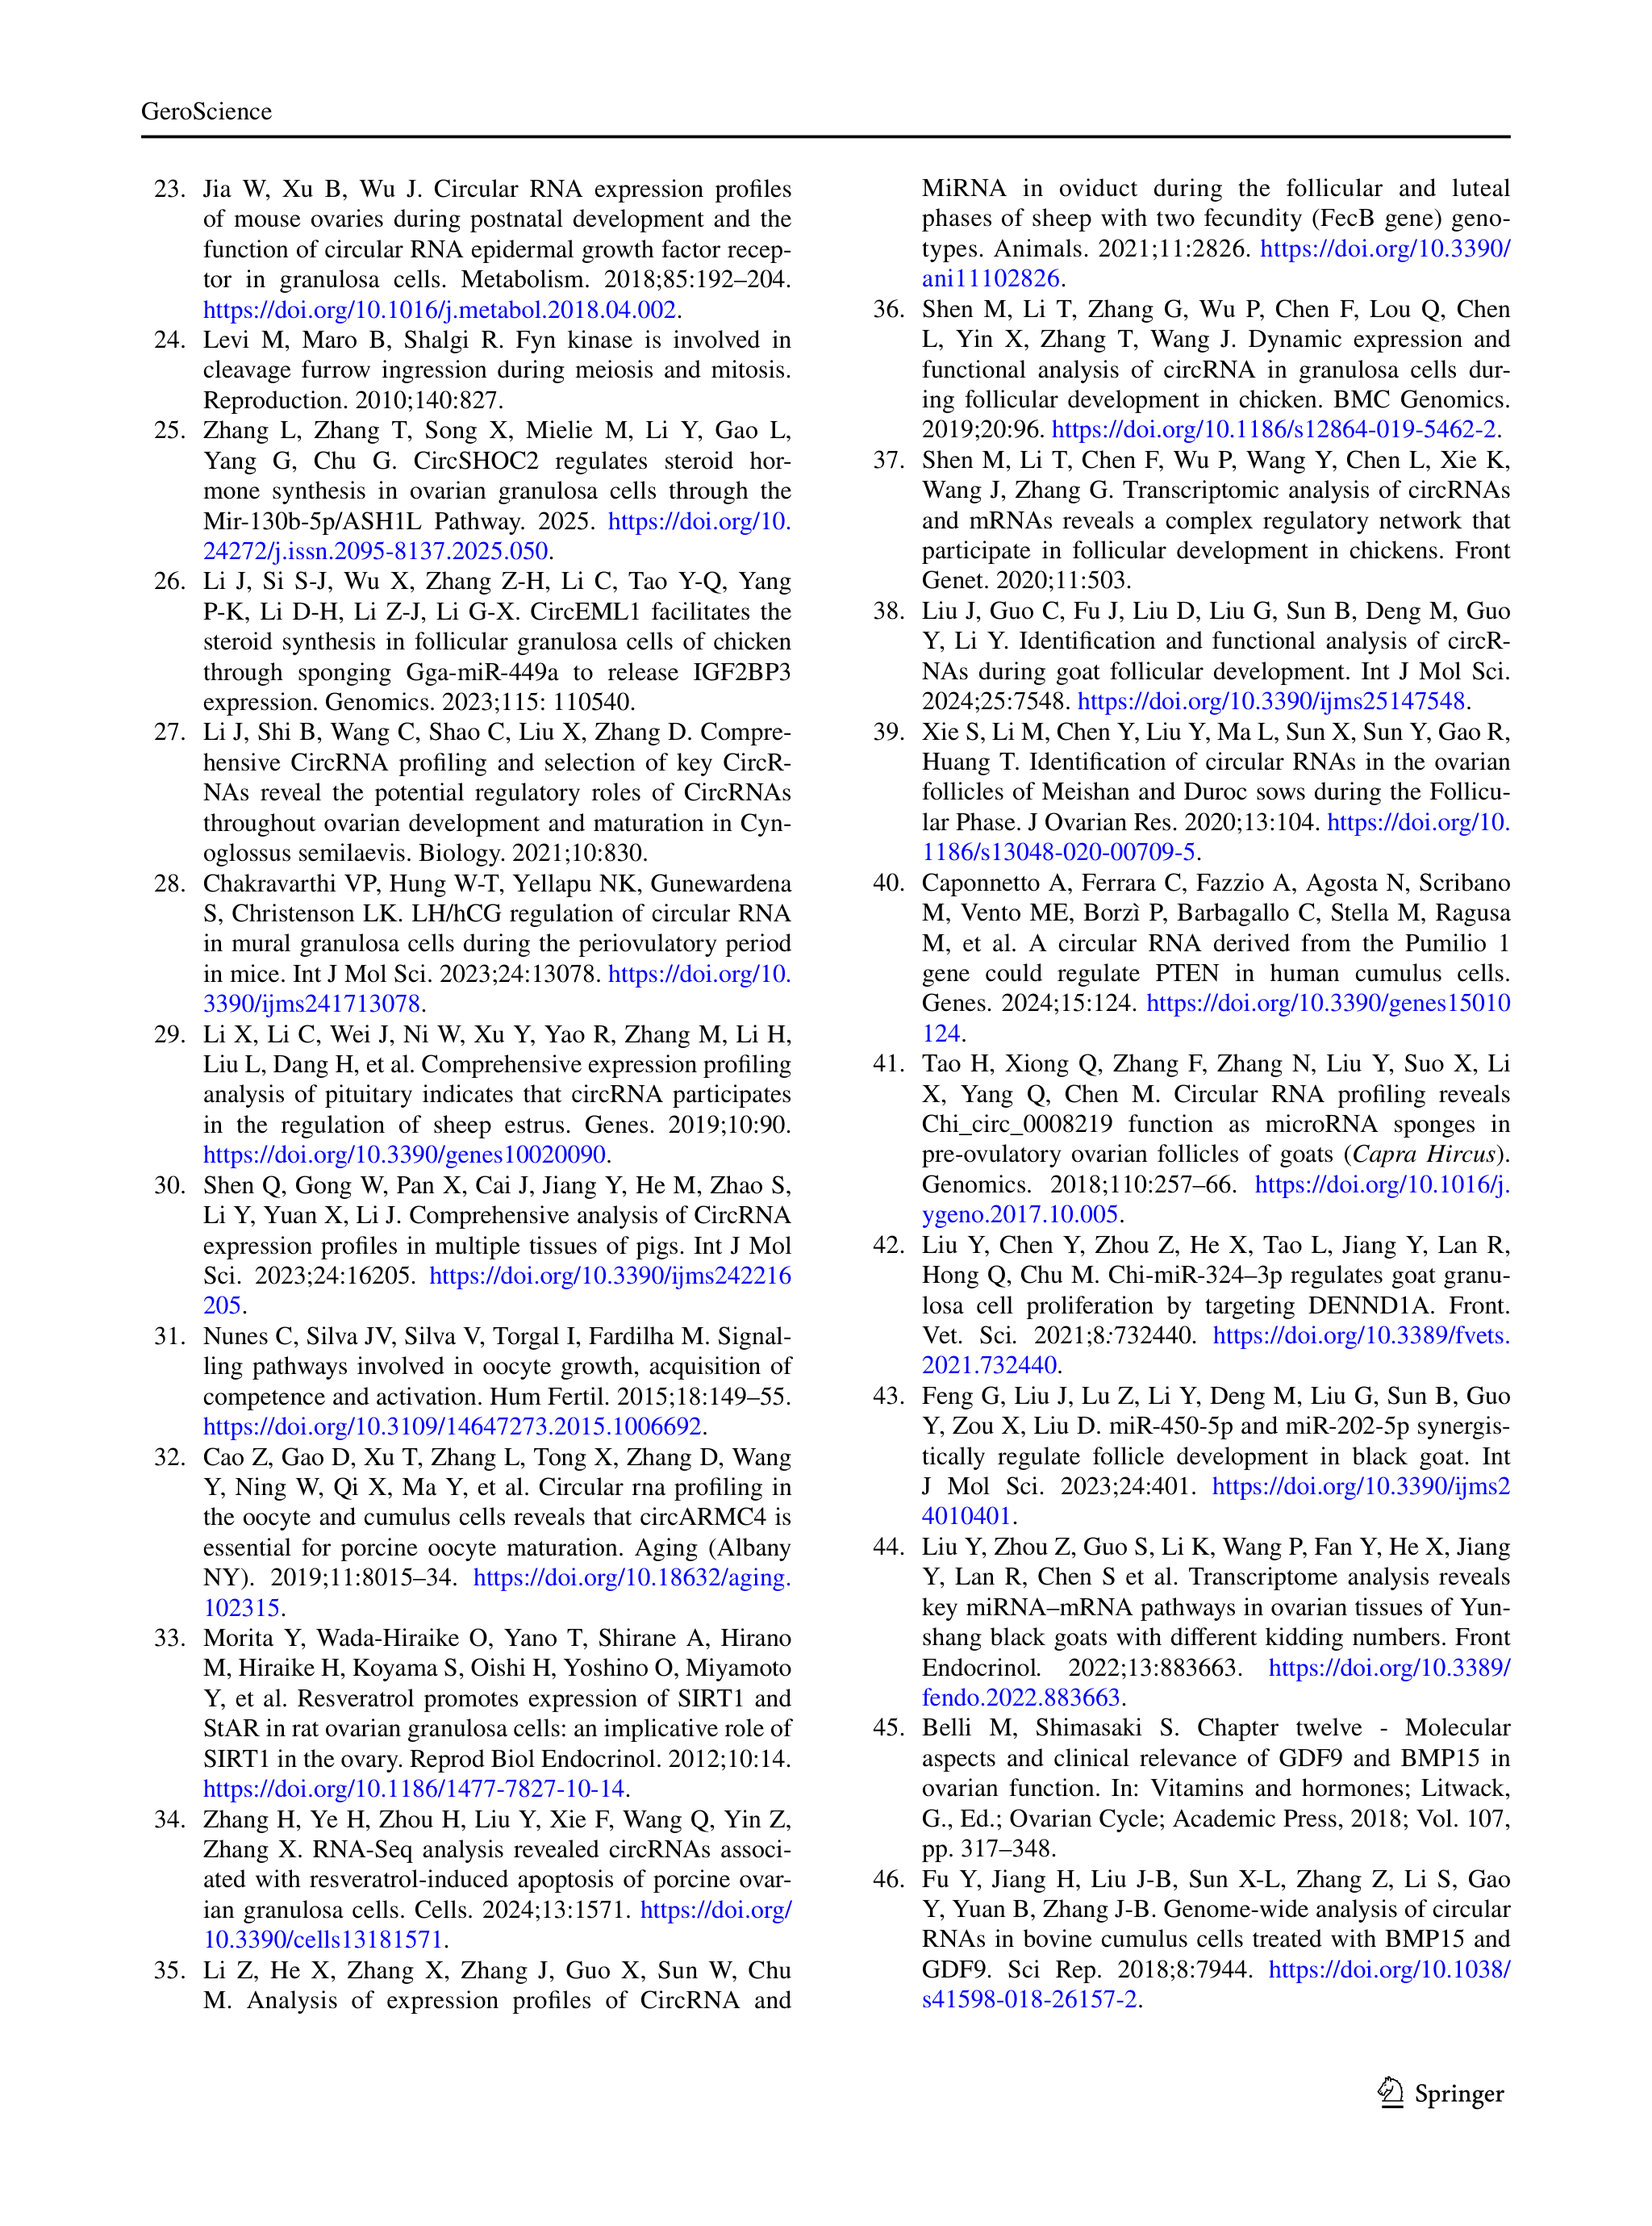 GeroScience
23. Jia W, Xu B, Wu J. Circular RNA expression profiles
of mouse ovaries during postnatal development and the
function of circular RNA epidermal growth factor recep-
tor in granulosa cells. Metabolism. 2018;85:192–204.
https://doi.org/10.1016/j.metabol.2018.04.002.
24. Levi M, Maro B, Shalgi R. Fyn kinase is involved in
cleavage furrow ingression during meiosis and mitosis.
Reproduction. 2010;140:827.
25. Zhang L, Zhang T, Song X, Mielie M, Li Y, Gao L,
Yang G, Chu G. CircSHOC2 regulates steroid hor-
mone synthesis in ovarian granulosa cells through the
Mir-130b-5p/ASH1L Pathway. 2025. https://doi.org/10.
24272/j.issn.2095-8137.2025.050.
26. Li J, Si S-J, Wu X, Zhang Z-H, Li C, Tao Y-Q, Yang
P-K, Li D-H, Li Z-J, Li G-X. CircEML1 facilitates the
steroid synthesis in follicular granulosa cells of chicken
through sponging Gga-miR-449a to release IGF2BP3
expression. Genomics. 2023;115: 110540.
27. Li J, Shi B, Wang C, Shao C, Liu X, Zhang D. Compre-
hensive CircRNA profiling and selection of key CircR-
NAs reveal the potential regulatory roles of CircRNAs
throughout ovarian development and maturation in Cyn-
oglossus semilaevis. Biology. 2021;10:830.
28. Chakravarthi VP, Hung W-T, Yellapu NK, Gunewardena
S, Christenson LK. LH/hCG regulation of circular RNA
in mural granulosa cells during the periovulatory period
in mice. Int J Mol Sci. 2023;24:13078. https://doi.org/10.
3390/ijms241713078.
29. Li X, Li C, Wei J, Ni W, Xu Y, Yao R, Zhang M, Li H,
Liu L, Dang H, et al. Comprehensive expression profiling
analysis of pituitary indicates that circRNA participates
in the regulation of sheep estrus. Genes. 2019;10:90.
https://doi.org/10.3390/genes10020090.
30. Shen Q, Gong W, Pan X, Cai J, Jiang Y, He M, Zhao S,
Li Y, Yuan X, Li J. Comprehensive analysis of CircRNA
expression profiles in multiple tissues of pigs. Int J Mol
Sci. 2023;24:16205. https://doi.org/10.3390/ijms242216
205.
31. Nunes C, Silva JV, Silva V, Torgal I, Fardilha M. Signal-
ling pathways involved in oocyte growth, acquisition of
competence and activation. Hum Fertil. 2015;18:149–55.
https://doi.org/10.3109/14647273.2015.1006692.
32. Cao Z, Gao D, Xu T, Zhang L, Tong X, Zhang D, Wang
Y, Ning W, Qi X, Ma Y, et al. Circular rna profiling in
the oocyte and cumulus cells reveals that circARMC4 is
essential for porcine oocyte maturation. Aging (Albany
NY). 2019;11:8015–34. https://doi.org/10.18632/aging.
102315.
33. Morita Y, Wada-Hiraike O, Yano T, Shirane A, Hirano
M, Hiraike H, Koyama S, Oishi H, Yoshino O, Miyamoto
Y, et al. Resveratrol promotes expression of SIRT1 and
StAR in rat ovarian granulosa cells: an implicative role of
SIRT1 in the ovary. Reprod Biol Endocrinol. 2012;10:14.
https://doi.org/10.1186/1477-7827-10-14.
34. Zhang H, Ye H, Zhou H, Liu Y, Xie F, Wang Q, Yin Z,
Zhang X. RNA-Seq analysis revealed circRNAs associ-
ated with resveratrol-induced apoptosis of porcine ovar-
ian granulosa cells. Cells. 2024;13:1571. https://doi.org/
10.3390/cells13181571.
35. Li Z, He X, Zhang X, Zhang J, Guo X, Sun W, Chu
M. Analysis of expression profiles of CircRNA and
MiRNA in oviduct during the follicular and luteal
phases of sheep with two fecundity (FecB gene) geno-
types. Animals. 2021;11:2826. https://doi.org/10.3390/
ani11102826.
36. Shen M, Li T, Zhang G, Wu P, Chen F, Lou Q, Chen
L, Yin X, Zhang T, Wang J. Dynamic expression and
functional analysis of circRNA in granulosa cells dur-
ing follicular development in chicken. BMC Genomics.
2019;20:96. https://doi.org/10.1186/s12864-019-5462-2.
37. Shen M, Li T, Chen F, Wu P, Wang Y, Chen L, Xie K,
Wang J, Zhang G. Transcriptomic analysis of circRNAs
and mRNAs reveals a complex regulatory network that
participate in follicular development in chickens. Front
Genet. 2020;11:503.
38. Liu J, Guo C, Fu J, Liu D, Liu G, Sun B, Deng M, Guo
Y, Li Y. Identification and functional analysis of circR-
NAs during goat follicular development. Int J Mol Sci.
2024;25:7548. https://doi.org/10.3390/ijms25147548.
39. Xie S, Li M, Chen Y, Liu Y, Ma L, Sun X, Sun Y, Gao R,
Huang T. Identification of circular RNAs in the ovarian
follicles of Meishan and Duroc sows during the Follicu-
lar Phase. J Ovarian Res. 2020;13:104. https://doi.org/10.
1186/s13048-020-00709-5.
40. Caponnetto A, Ferrara C, Fazzio A, Agosta N, Scribano
M, Vento ME, Borzì P, Barbagallo C, Stella M, Ragusa
M, et al. A circular RNA derived from the Pumilio 1
gene could regulate PTEN in human cumulus cells.
Genes. 2024;15:124. https://doi.org/10.3390/genes15010
124.
41. Tao H, Xiong Q, Zhang F, Zhang N, Liu Y, Suo X, Li
X, Yang Q, Chen M. Circular RNA profiling reveals
Chi_circ_0008219 function as microRNA sponges in
pre-ovulatory ovarian follicles of goats (Capra Hircus).
Genomics. 2018;110:257–66. https://doi.org/10.1016/j.
ygeno.2017.10.005.
42. Liu Y, Chen Y, Zhou Z, He X, Tao L, Jiang Y, Lan R,
Hong Q, Chu M. Chi-miR-324–3p regulates goat granu-
losa cell proliferation by targeting DENND1A. Front.
Vet. Sci. 2021;8:732440. https://doi.org/10.3389/fvets.
2021.732440.
43. Feng G, Liu J, Lu Z, Li Y, Deng M, Liu G, Sun B, Guo
Y, Zou X, Liu D. miR-450-5p and miR-202-5p synergis-
tically regulate follicle development in black goat. Int
J Mol Sci. 2023;24:401. https://doi.org/10.3390/ijms2
4010401.
44. Liu Y, Zhou Z, Guo S, Li K, Wang P, Fan Y, He X, Jiang
Y, Lan R, Chen S et al. Transcriptome analysis reveals
key miRNA–mRNA pathways in ovarian tissues of Yun-
shang black goats with different kidding numbers. Front
Endocrinol. 2022;13:883663. https://doi.org/10.3389/
fendo.2022.883663.
45. Belli M, Shimasaki S. Chapter twelve - Molecular
aspects and clinical relevance of GDF9 and BMP15 in
ovarian function. In: Vitamins and hormones; Litwack,
G., Ed.; Ovarian Cycle; Academic Press, 2018; Vol. 107,
pp. 317–348.
46. Fu Y, Jiang H, Liu J-B, Sun X-L, Zhang Z, Li S, Gao
Y, Yuan B, Zhang J-B. Genome-wide analysis of circular
RNAs in bovine cumulus cells treated with BMP15 and
GDF9. Sci Rep. 2018;8:7944. https://doi.org/10.1038/
s41598-018-26157-2.
Springer